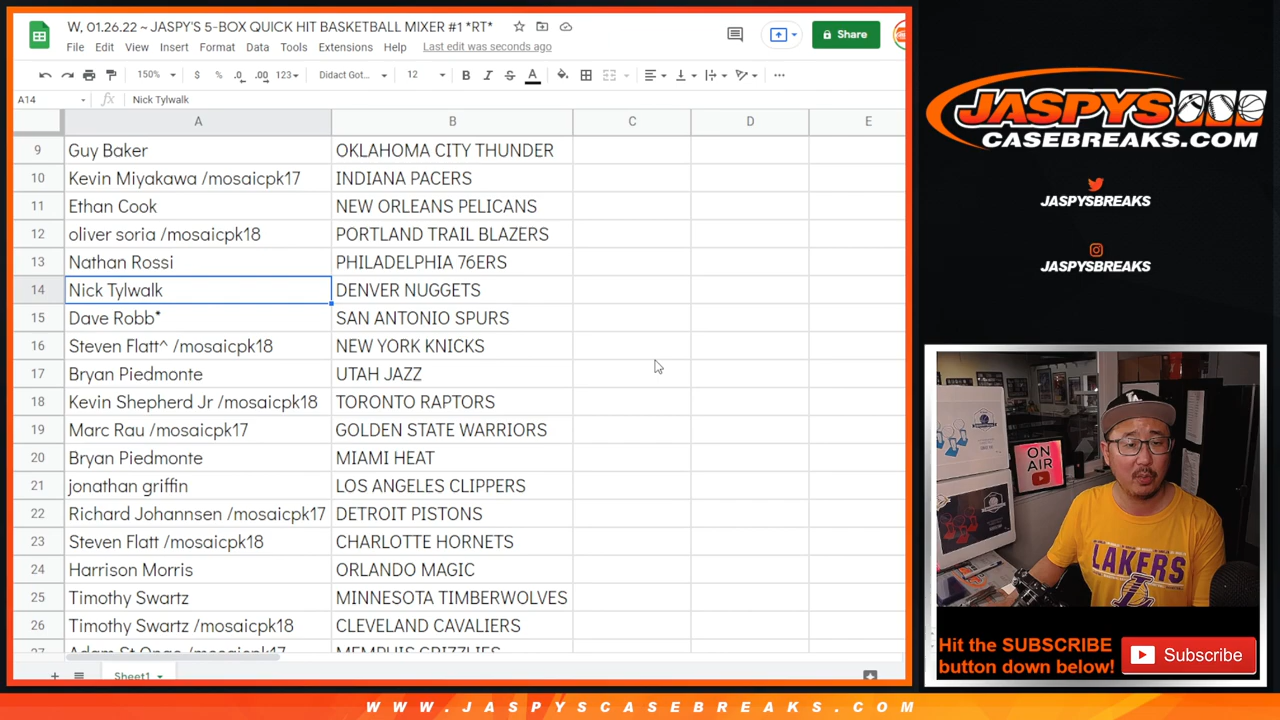 W, 01.26.22 ~ JASPY'S 5-BOX QUICK HIT BASKETBALL MIXER #1 *RT*
File Edit View Insert Format Data Tools Extensions Help Last edit was seconds ago
Share
150% $ % .0 .00 123 Didact Got... 12 B I S A
A14 fx Nick Tylwalk
A B C D E
9 Guy Baker OKLAHOMA CITY THUNDER
10 Kevin Miyakawa /mosaicpk17 INDIANA PACERS
11 Ethan Cook NEW ORLEANS PELICANS
12 oliver soria /mosaicpk18 PORTLAND TRAIL BLAZERS
13 Nathan Rossi PHILADELPHIA 76ERS
14 Nick Tylwalk DENVER NUGGETS
15 Dave Robb* SAN ANTONIO SPURS
16 Steven Flatt^ /mosaicpk18 NEW YORK KNICKS
17 Bryan Piedmonte UTAH JAZZ
18 Kevin Shepherd Jr /mosaicpk18 TORONTO RAPTORS
19 Marc Rau /mosaicpk17 GOLDEN STATE WARRIORS
20 Bryan Piedmonte MIAMI HEAT
21 jonathan griffin LOS ANGELES CLIPPERS
22 Richard Johannsen /mosaicpk17 DETROIT PISTONS
23 Steven Flatt /mosaicpk18 CHARLOTTE HORNETS
24 Harrison Morris ORLANDO MAGIC
25 Timothy Swartz MINNESOTA TIMBERWOLVES
26 Timothy Swartz /mosaicpk18 CLEVELAND CAVALIERS
27 Adam St Onge /mosaicpk17 MEMPHIS GRIZZLIES
Sheet1
JASPYS
CASEBREAKS.COM
JASPYSBREAKS
JASPYSBREAKS
ON
AIR
LAKERS
Hit the SUBSCRIBE
button down below!
Subscribe
WWW.JASPYSCASEBREAKS.COM